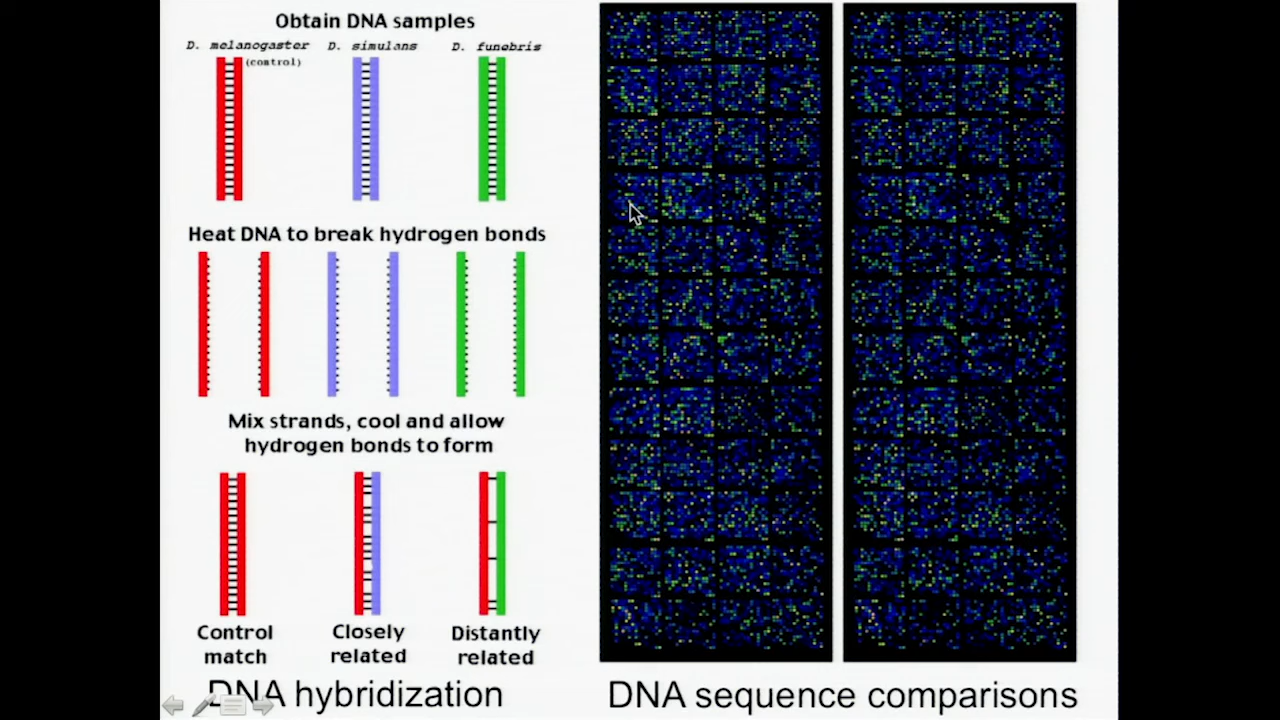 Obtain DNA samples
D. melanogaster D. simulans D. funebris
(control)
Heat DNA to break hydrogen bonds
Mix strands, cool and allow
hydrogen bonds to form
Control match
Closely related
Distantly related
DNA hybridization
DNA sequence comparisons